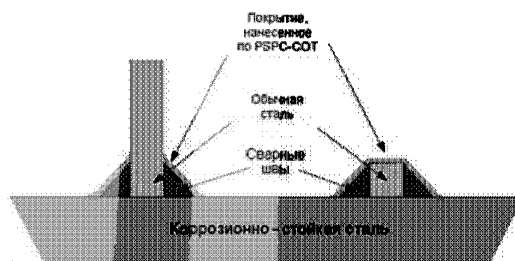 Покрытие,
нанесенное
по PSPC-COT
Обычная
сталь
Сварные
швы
Коррозионно - стойкая сталь